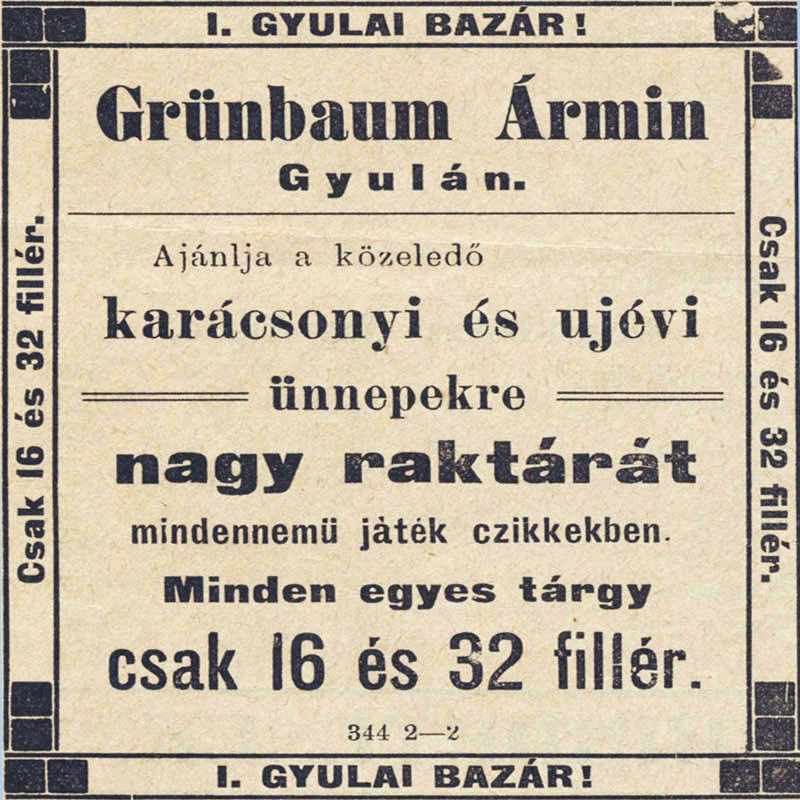 I. GYULAI BAZÁR!
Grünbaum Ármin
Gyulán.
Ajánlja a közeledő
karácsonyi és ujévi
ünnepekre
nagy raktárát
mindennemü játék czikkekben.
Minden egyes tárgy
csak 16 és 32 fillér.
344 2—2
Csak 16 és 32 fillér.
Csak 16 és 32 fillér.
I. GYULAI BAZÁR!